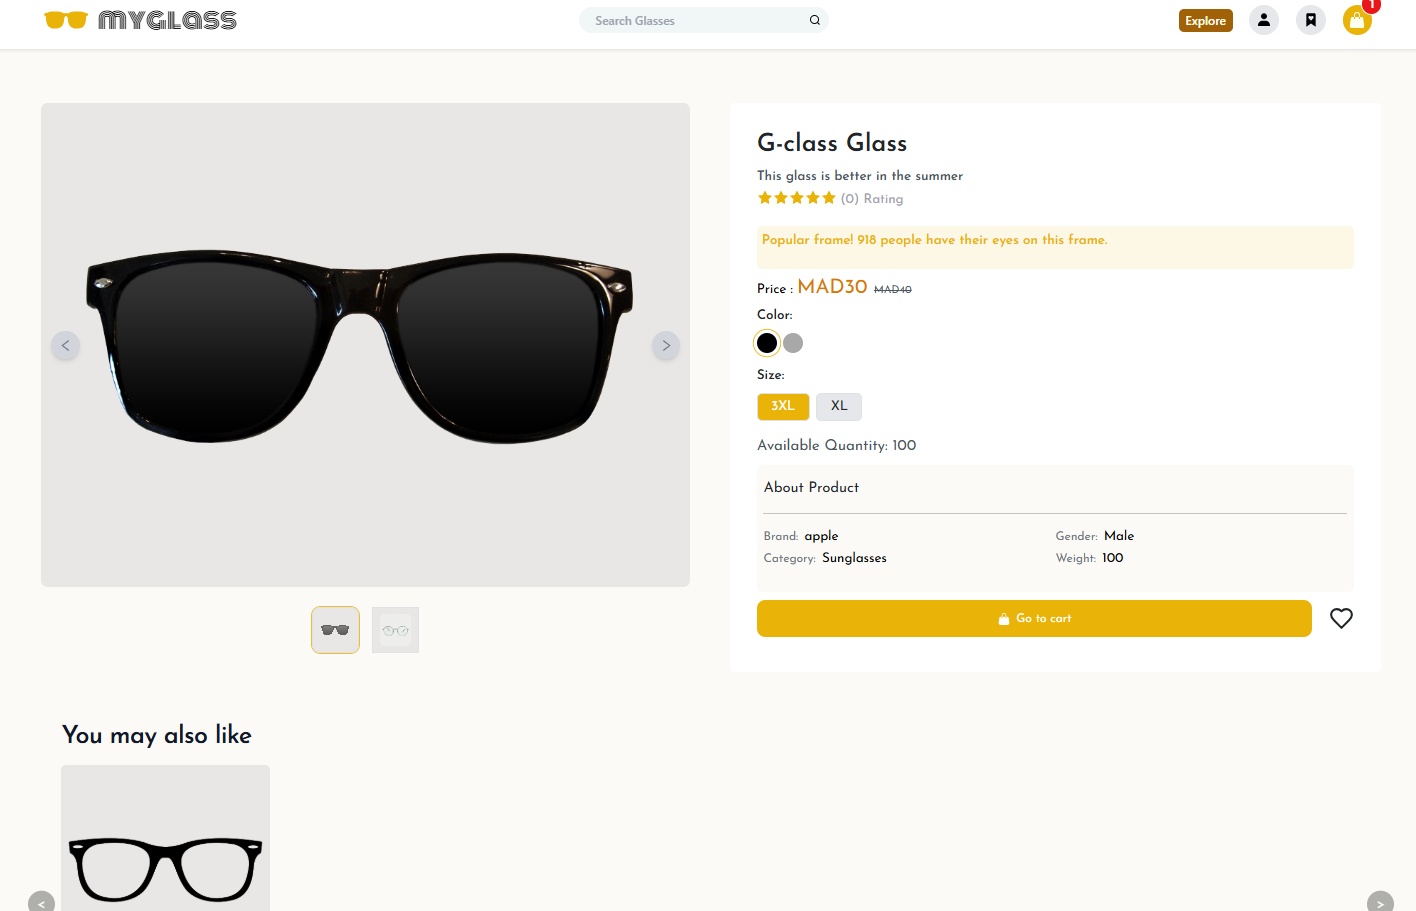 MYGLASS
Search Glasses
Explore
1
G-class Glass
This glass is better in the summer
(0) Rating
Popular frame! 918 people have their eyes on this frame.
Price : MAD30 MAD40
Color:
Size:
3XL XL
Available Quantity: 100
About Product
Brand: apple Gender: Male
Category: Sunglasses Weight: 100
Go to cart
You may also like